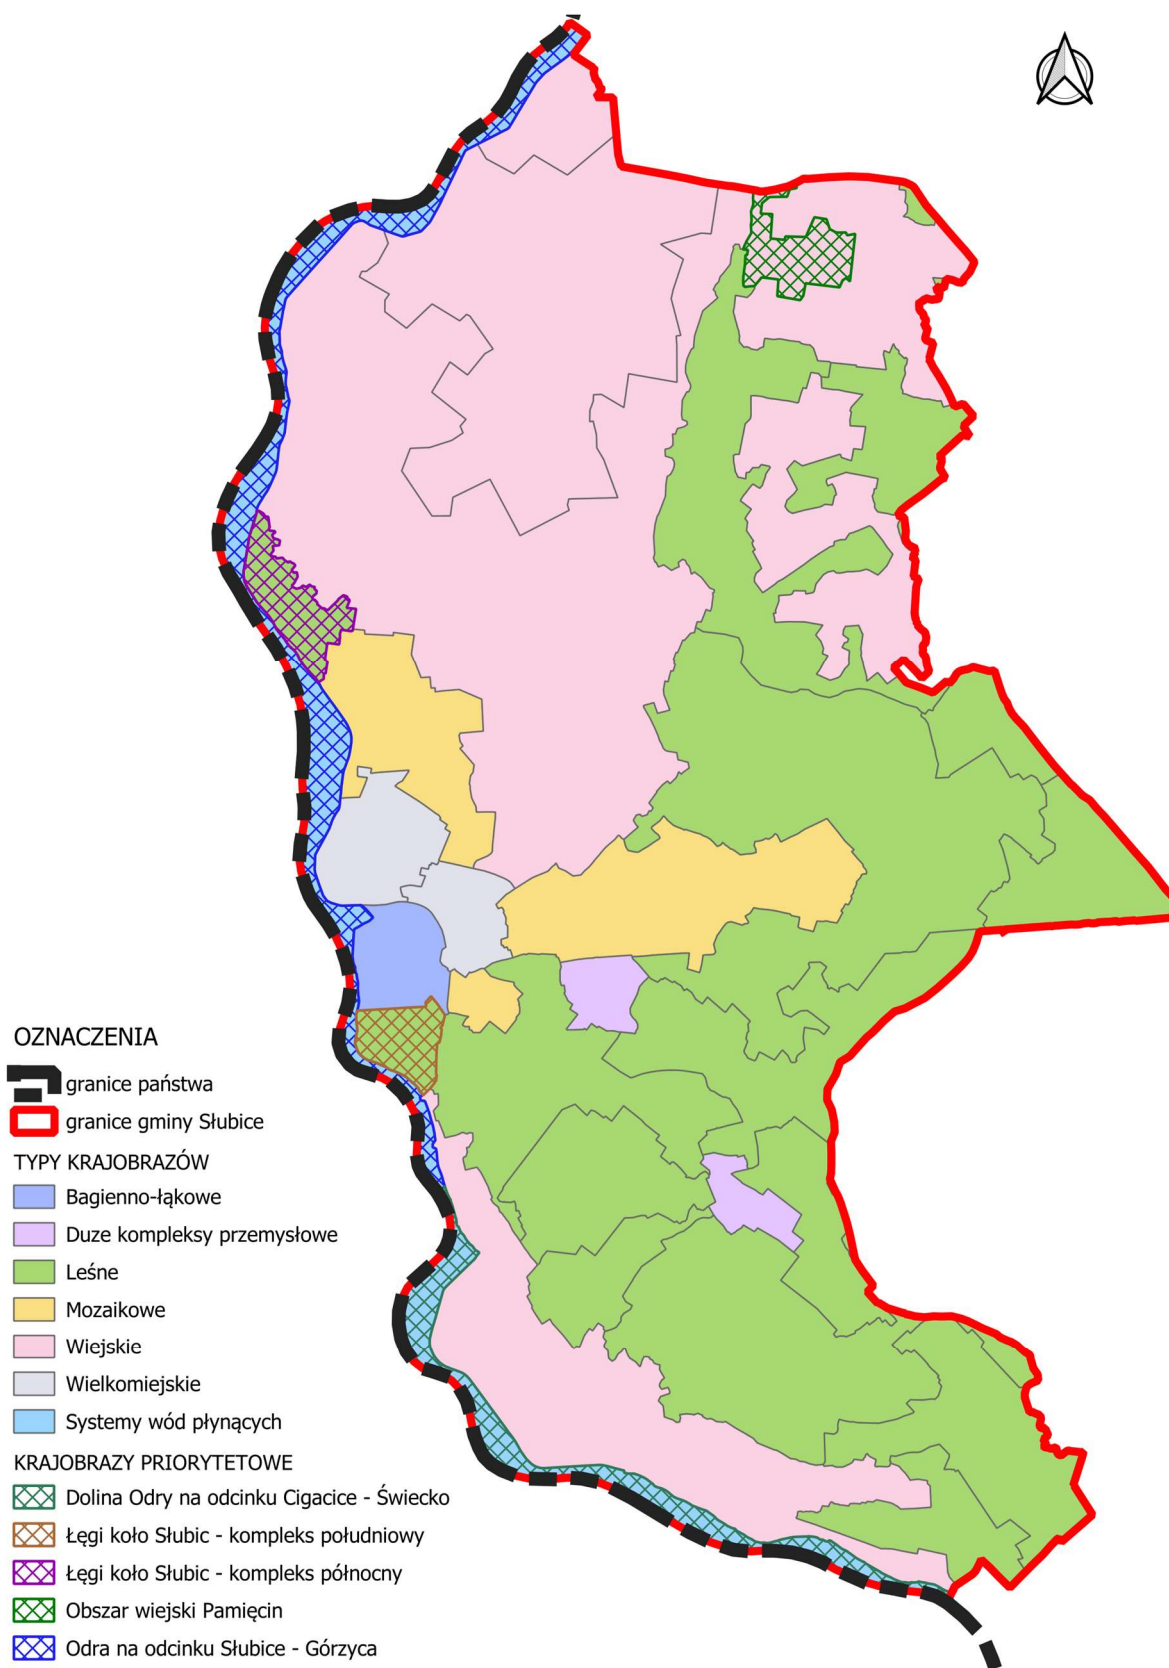 OZNACZENIA
granice państwa
granice gminy Słubice
TYPY KRAJOBRAZÓW
Bagienno-łąkowe
Duze kompleksy przemysłowe
Leśne
Mozaikowe
Wiejskie
Wielkomiejskie
Systemy wód płynących
KRAJOBRAZY PRIORYTETOWE
Dolina Odry na odcinku Cigacice - Świecko
Łęgi koło Słubic - kompleks południowy
Łęgi koło Słubic - kompleks północny
Obszar wiejski Pamięcin
Odra na odcinku Słubice - Górzyca